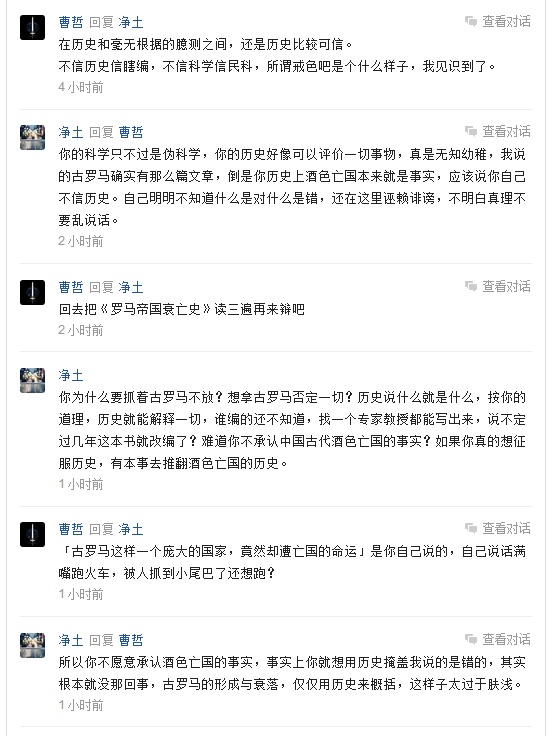 曹哲 回复 净土 查看对话
在历史和毫无根据的臆测之间，还是历史比较可信。
不信历史信瞎编，不信科学信民科，所谓戒色吧是个什么样子，我见识到了。
4 小时前
净土 回复 曹哲 查看对话
你的科学只不过是伪科学，你的历史好像可以评价一切事物，真是无知幼稚，我说
的古罗马确实有那么篇文章，倒是你历史上酒色亡国本来就是事实，应该说你自己
不信历史。自己明明不知道什么是对什么是错，还在这里诬赖诽谤，不明白真理不
要乱说话。
2 小时前
曹哲 回复 净土 查看对话
回去把《罗马帝国衰亡史》读三遍再来辩吧
2 小时前
净土
你为什么要抓着古罗马不放？想拿古罗马否定一切？历史说什么就是什么，按你的
道理，历史就能解释一切，谁编的还不知道，找一个专家教授都能写出来，说不定
过几年这本书就改编了？难道你不承认中国古代酒色亡国的事实？如果你真的想征
服历史，有本事去推翻酒色亡国的历史。
1 小时前
曹哲 回复 净土 查看对话
「古罗马这样一个庞大的国家，竟然却遭亡国的命运」是你自己说的，自己说话满
嘴跑火车，被人抓到小尾巴了还想跑？
1 小时前
净土 回复 曹哲 查看对话
所以你不愿意承认酒色亡国的事实，事实上你就想用历史掩盖我说的是错的，其实
根本就没那回事，古罗马的形成与衰落，仅仅用历史来概括，这样子太过于肤浅。
1 小时前